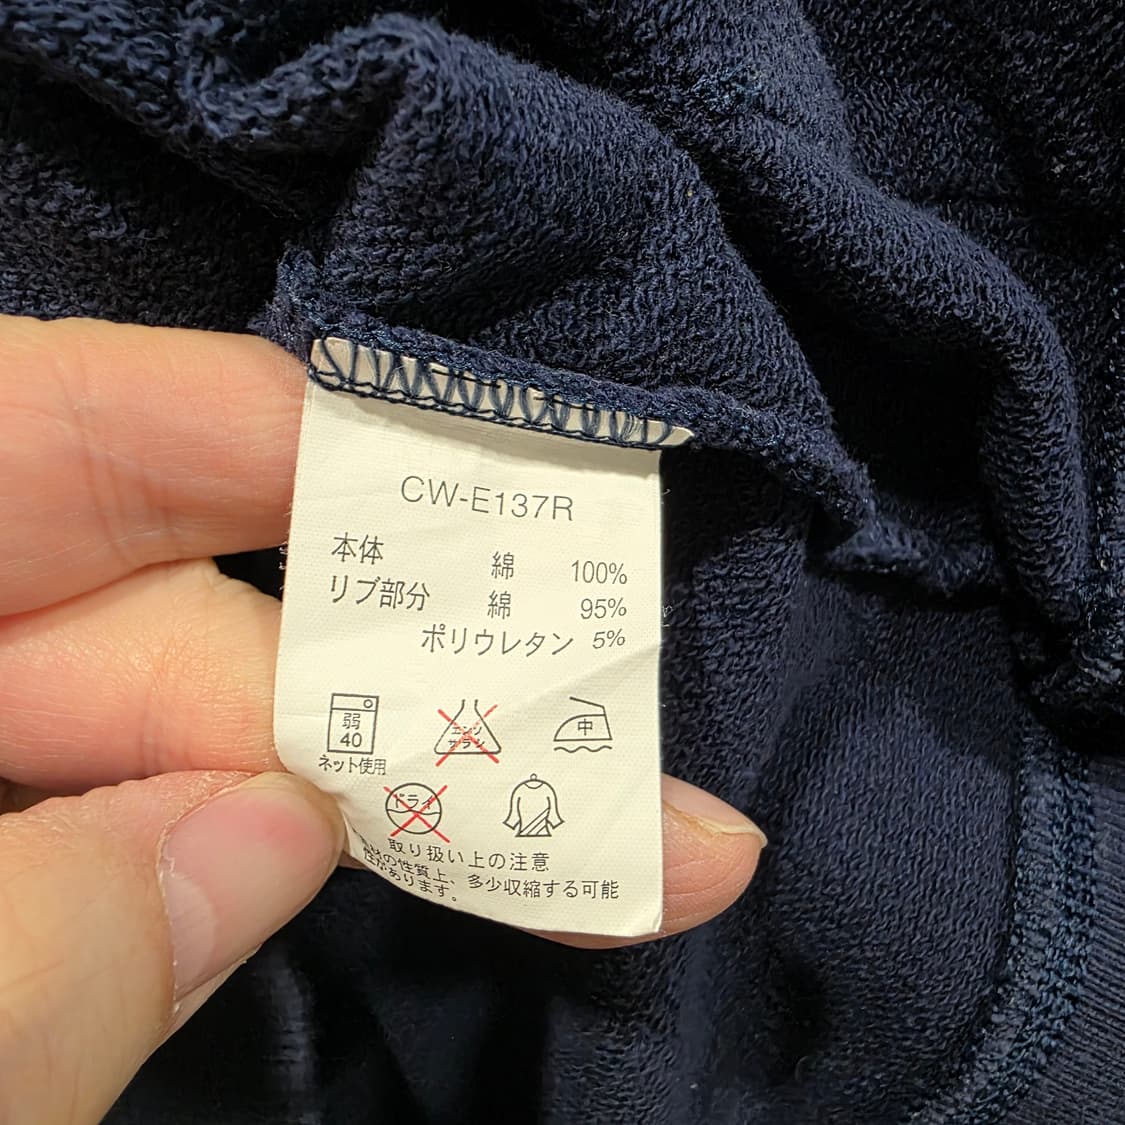 CW-E137R
本体 綿 100%
リブ部分 綿 95%
ポリウレタン 5%
弱
40
ネット使用
エンソ
サラシ
中
ドライ
取り扱い上の注意
の性質上、多少収縮する可能
性があります。